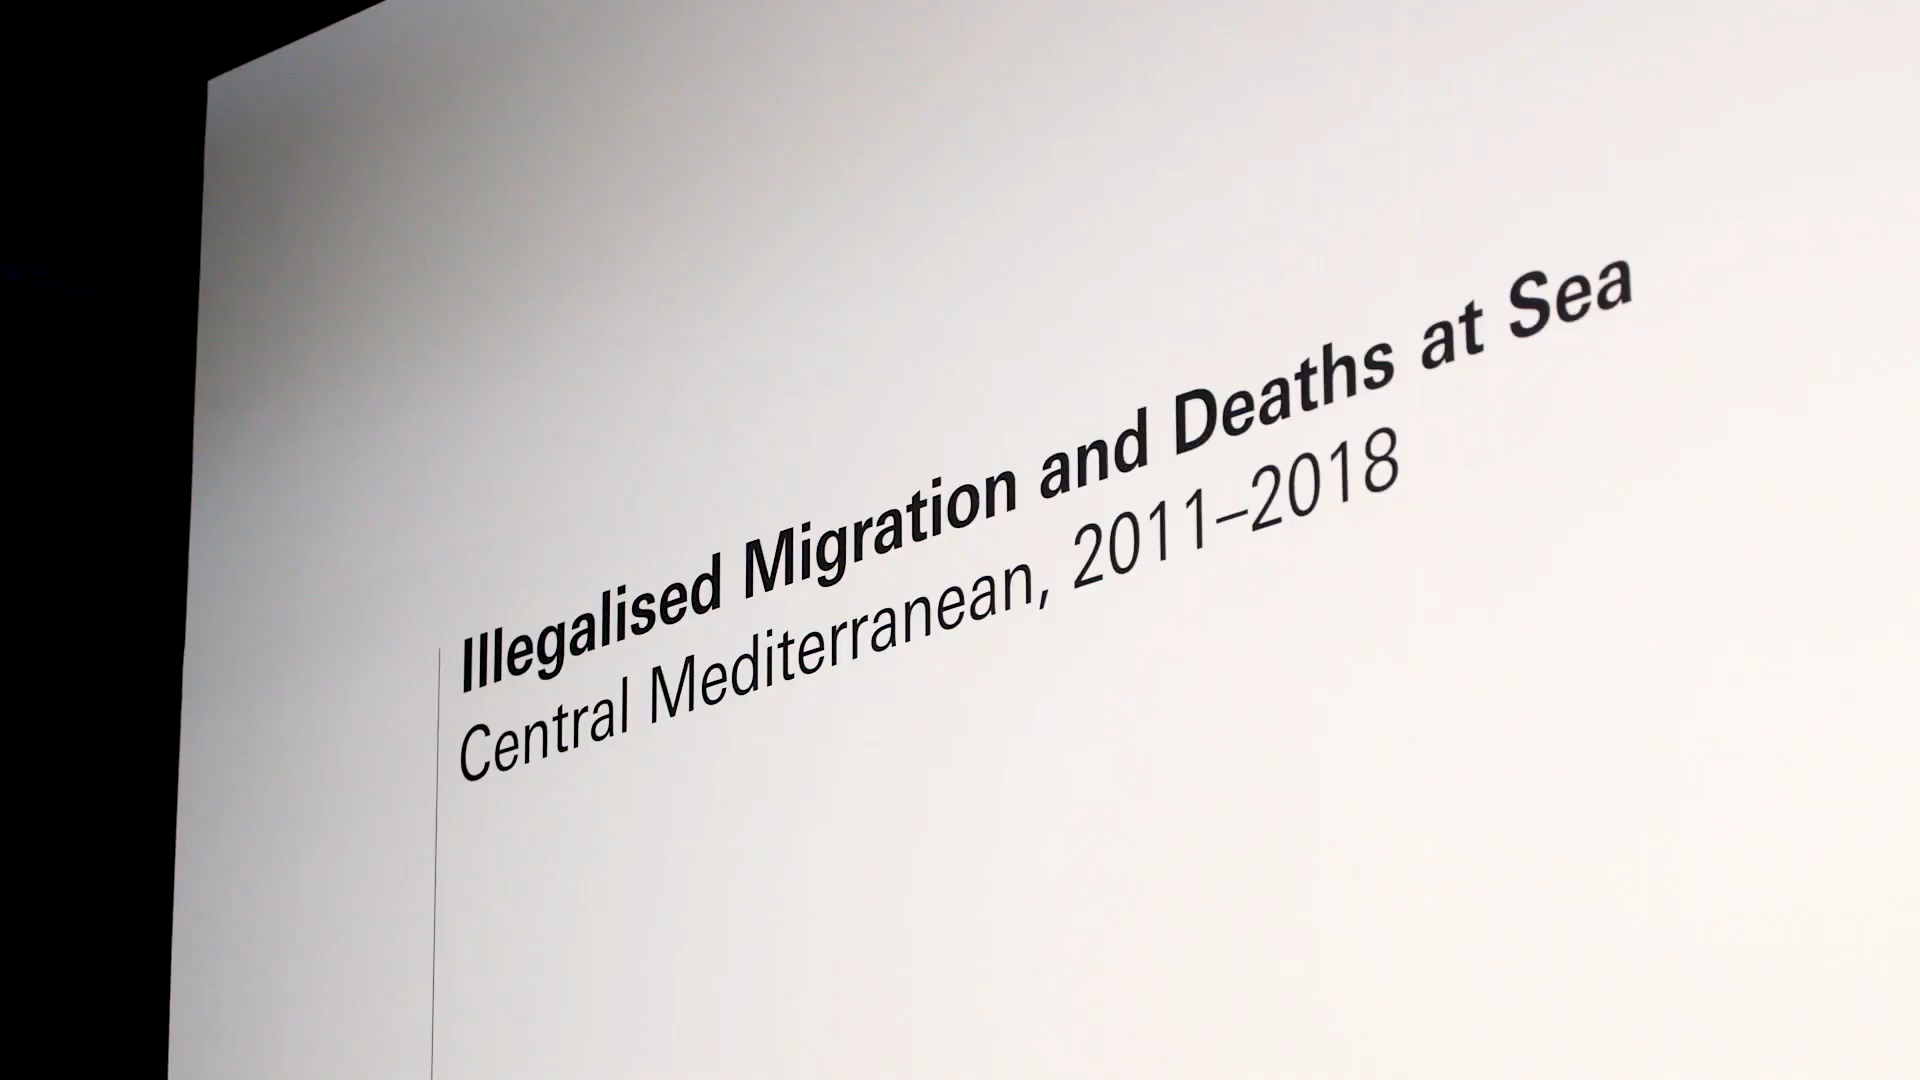 Illegalised Migration and Deaths at Sea
Central Mediterranean, 2011–2018